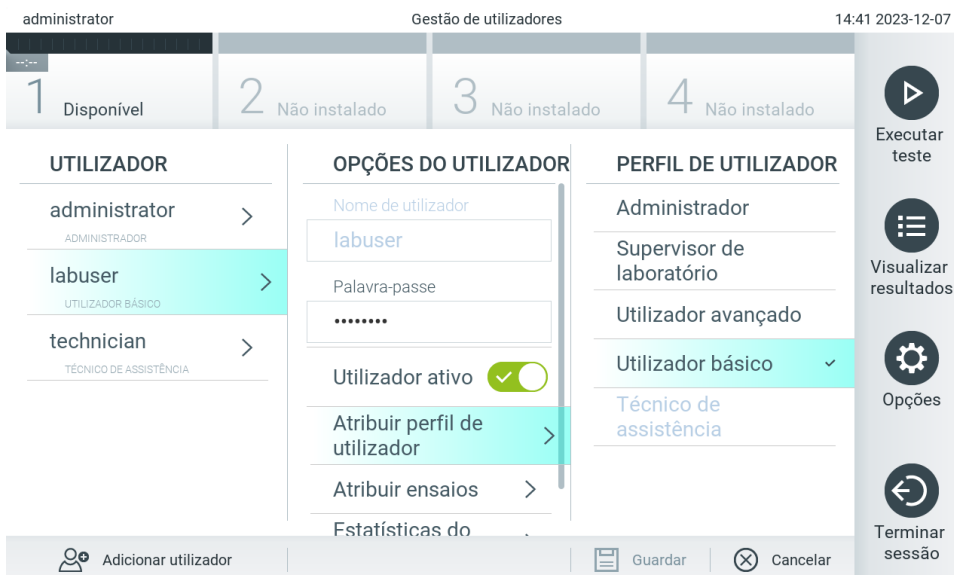 administrator
Gestão de utilizadores
14:41 2023-12-07
--:--
1 Disponível
2 Não instalado
3 Não instalado
4 Não instalado
UTILIZADOR
administrator
ADMINISTRADOR
labuser
UTILIZADOR BÁSICO
technician
TÉCNICO DE ASSISTÊNCIA
OPÇÕES DO UTILIZADOR
Nome de utilizador
labuser
Palavra-passe
••••••••
Utilizador ativo
Atribuir perfil de
utilizador
Atribuir ensaios
Estatísticas do
PERFIL DE UTILIZADOR
Administrador
Supervisor de
laboratório
Utilizador avançado
Utilizador básico
Técnico de
assistência
Executar
teste
Visualizar
resultados
Opções
Terminar
sessão
Adicionar utilizador
Guardar
Cancelar